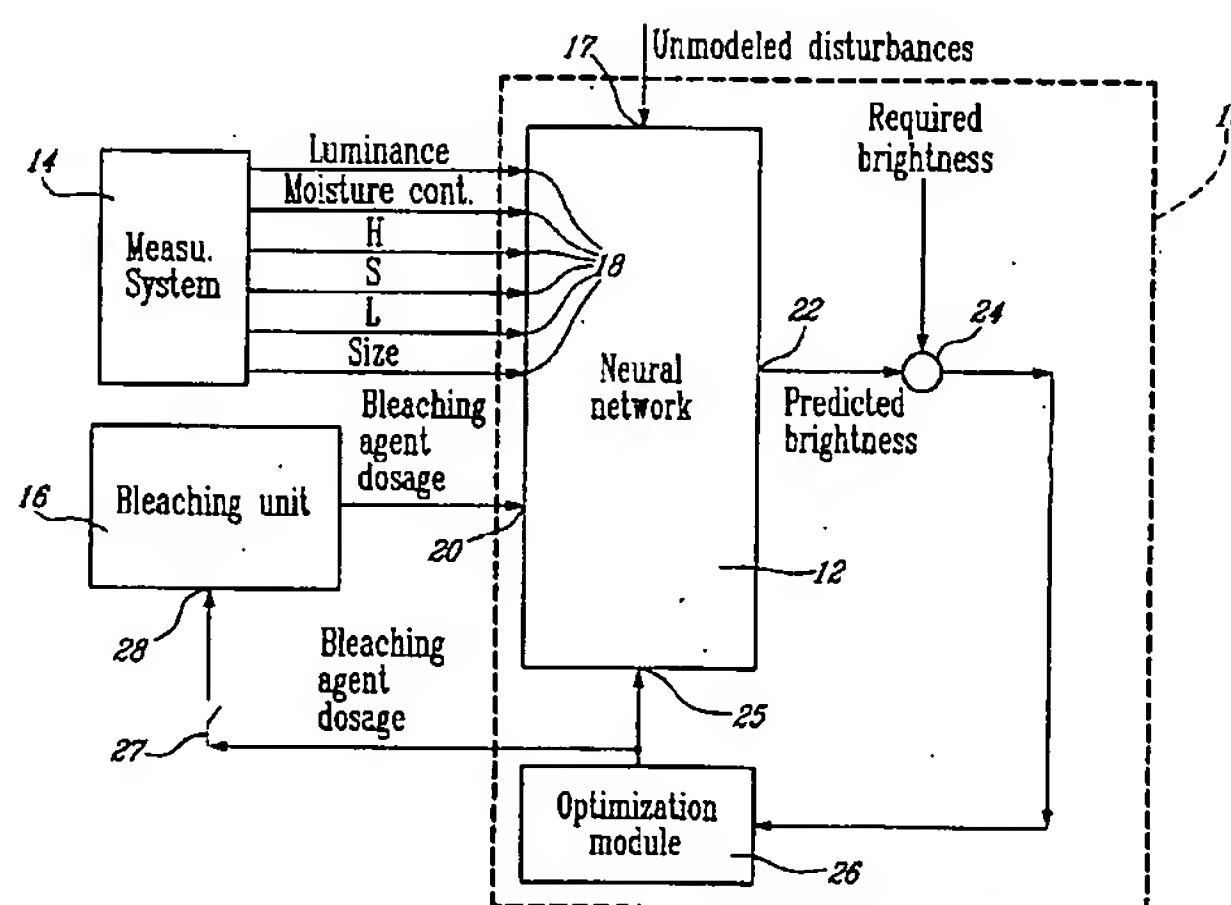 17
Unmodeled disturbances
Required
brightness
14
Measu.
System
Luminance
Moisture cont.
H
S
L
Size
18
Neural
network
22
24
Predicted
brightness
Bleaching
agent
dosage
16
Bleaching unit
20
12
28
Bleaching
agent
dosage
25
27
Optimization
module
26